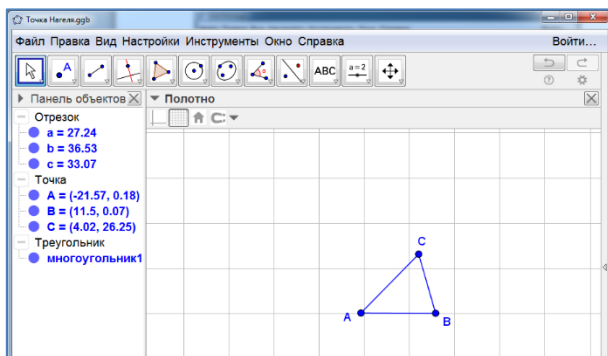 Точка Нагеля.ggb
Файл Правка Вид Настройки Инструменты Окно Справка
Войти...
A
ABC
a=2
Панель объектов
Полотно
Отрезок
a = 27.24
b = 36.53
c = 33.07
Точка
A = (-21.57, 0.18)
B = (11.5, 0.07)
C = (4.02, 26.25)
Треугольник
многоугольник1
C
A
B